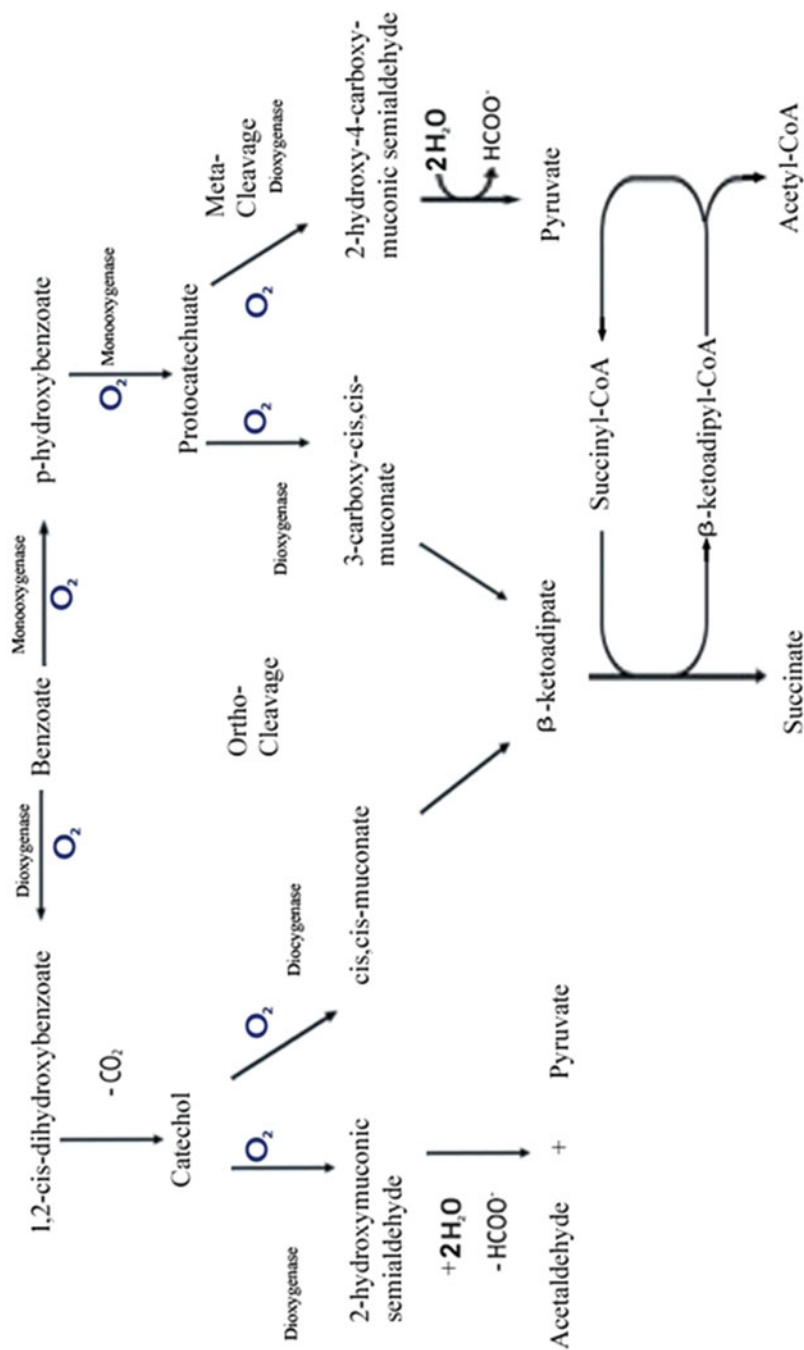 Dioxygenase
Monooxygenase
1,2-cis-dihydroxybenzoate
Benzoate
p-hydroxybenzoate
O₂
O₂
- CO₂
O₂
Monooxygenase
Catechol
Protocatechuate
Ortho-
Cleavage
Meta-
Cleavage
Dioxygenase
O₂
O₂
O₂
O₂
Dioxygenase
Diocygenase
Dioxygenase
2-hydroxymuconic
semialdehyde
cis,cis-muconate
3-carboxy-cis,cis-
muconate
2-hydroxy-4-carboxy-
muconic semialdehyde
+2H₂O
- HCOO⁻
2H₂O
HCOO⁻
Acetaldehyde + Pyruvate
β-ketoadipate
Pyruvate
Succinyl-CoA
β-ketoadipyl-CoA
Succinate
Acetyl-CoA